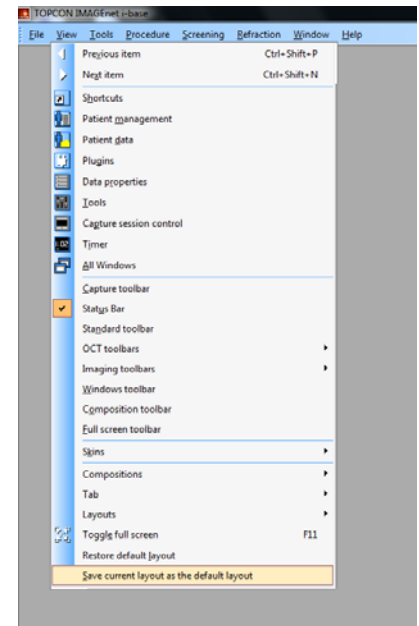 TOPCON IMAGEnet i-base
File View Tools Procedure Screening Refraction Window Help
Previous item Ctrl+Shift+P
Next item Ctrl+Shift+N
Shortcuts
Patient management
Patient data
Plugins
Data properties
Tools
Capture session control
Timer
All Windows
Capture toolbar
Status Bar
Standard toolbar
OCT toolbars
Imaging toolbars
Windows toolbar
Composition toolbar
Full screen toolbar
Skins
Compositions
Tab
Layouts
Toggle full screen F11
Restore default layout
Save current layout as the default layout